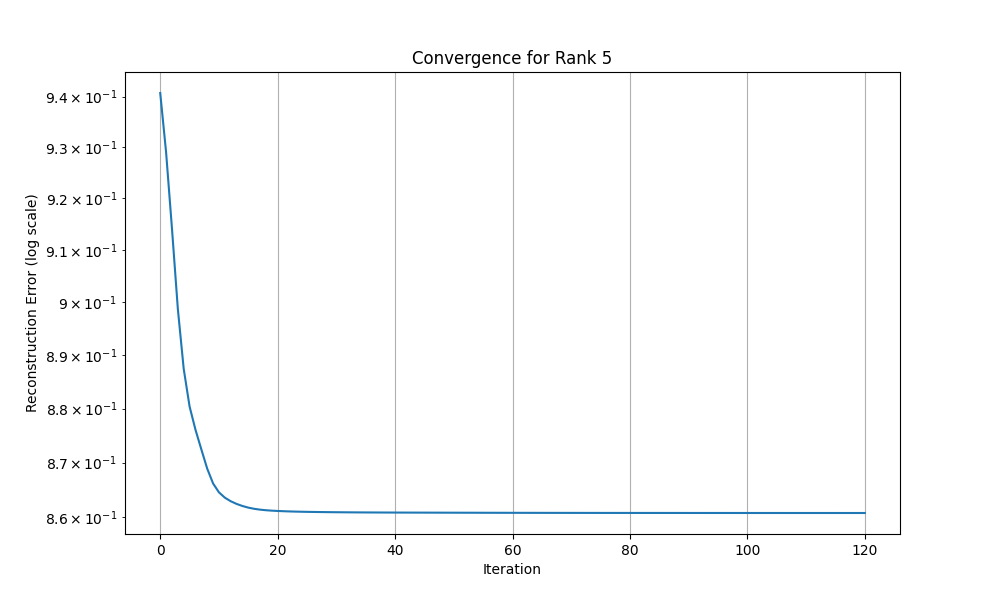 Convergence for Rank 5
Reconstruction Error (log scale)
9.4 × 10⁻¹
9.3 × 10⁻¹
9.2 × 10⁻¹
9.1 × 10⁻¹
9 × 10⁻¹
8.9 × 10⁻¹
8.8 × 10⁻¹
8.7 × 10⁻¹
8.6 × 10⁻¹
0 20 40 60 80 100 120
Iteration